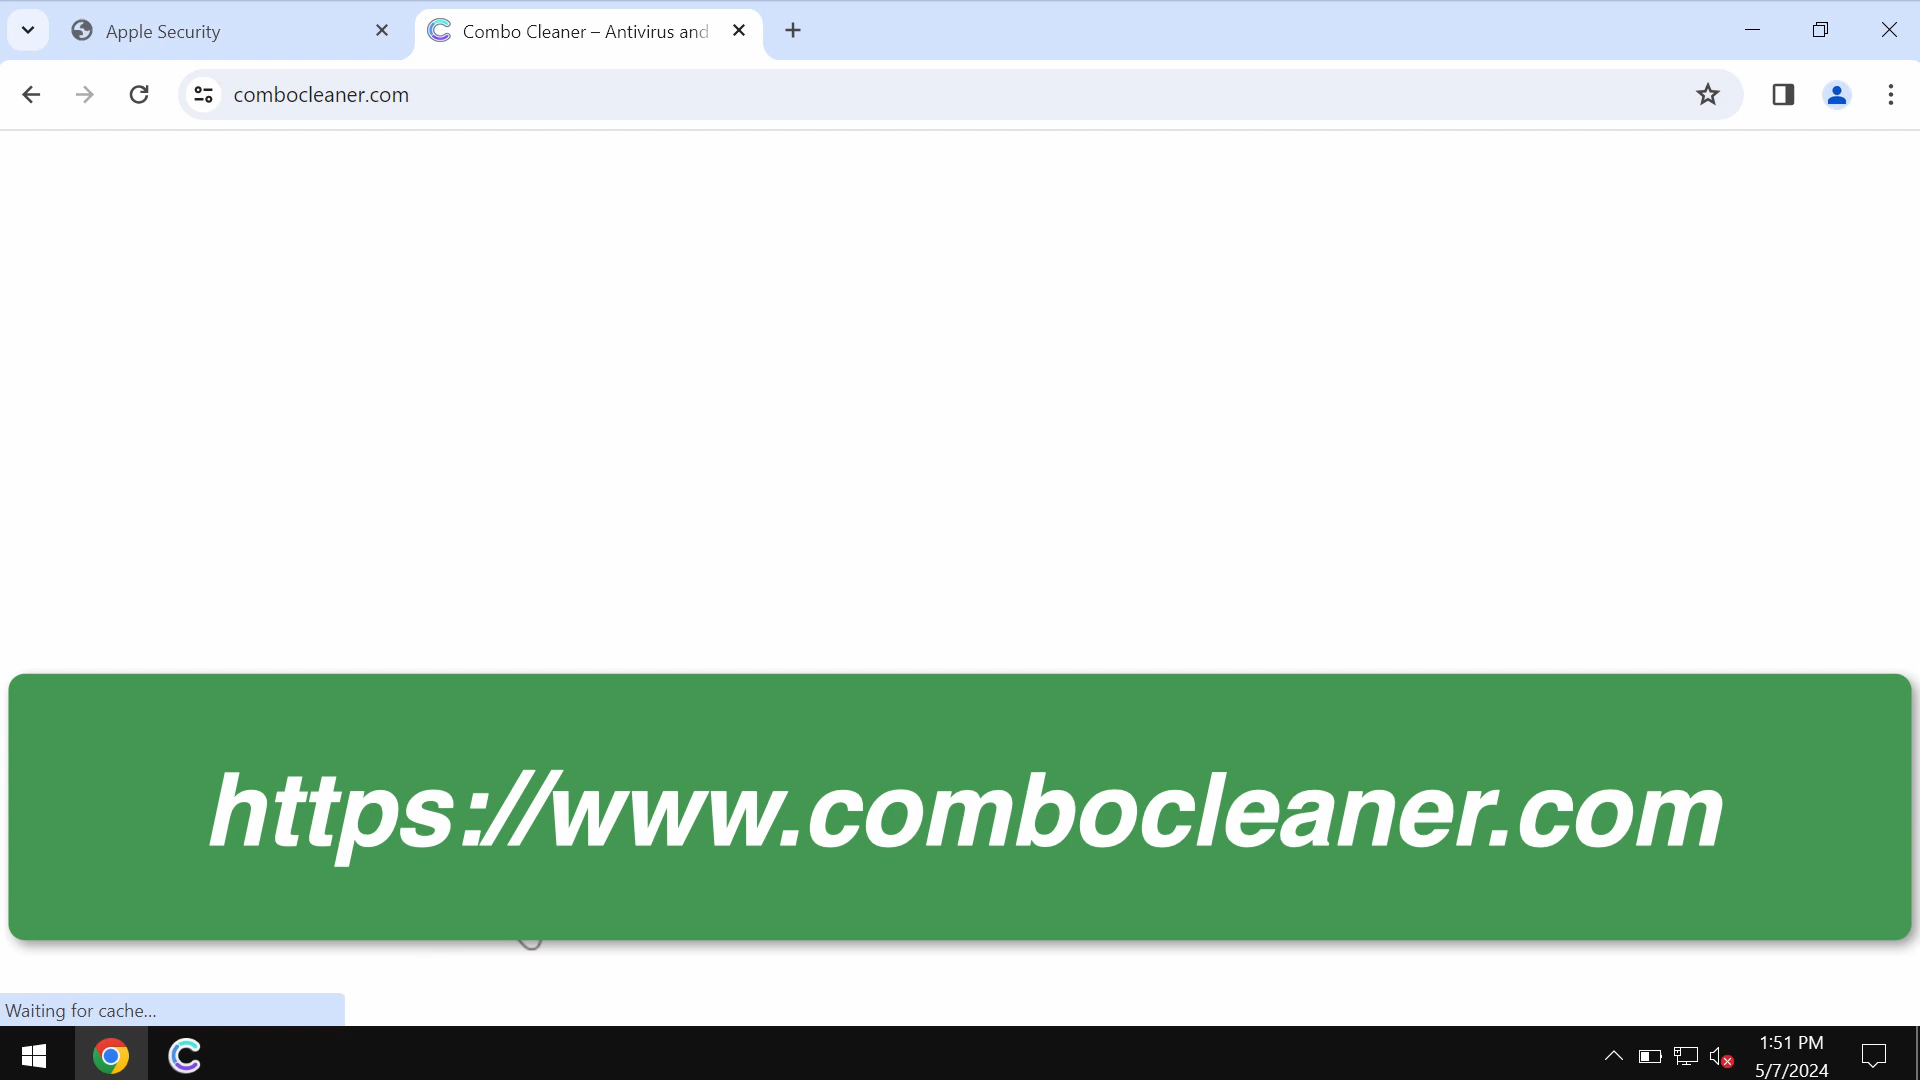 Apple Security
Combo Cleaner – Antivirus and
combocleaner.com
https://www.combocleaner.com
Waiting for cache...
1:51 PM
5/7/2024